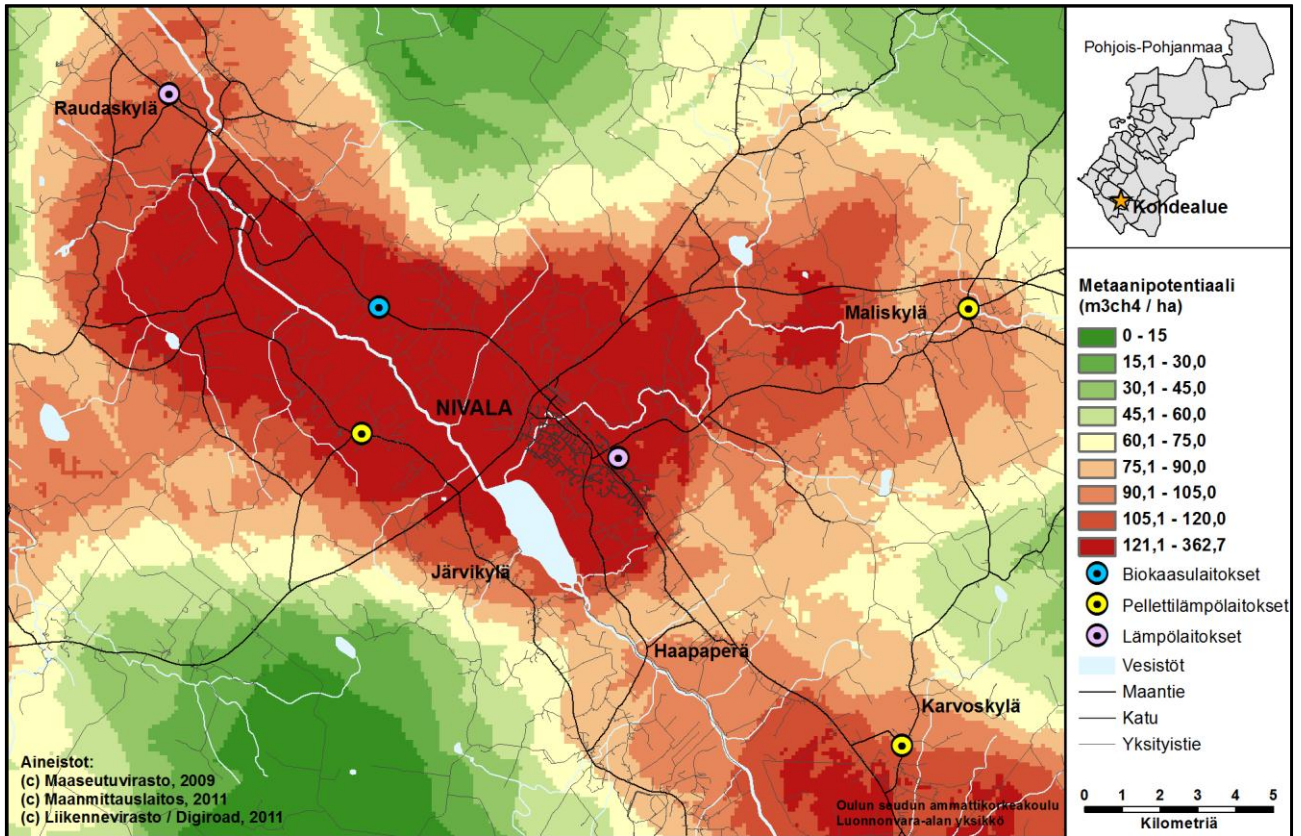 Raudaskylä
Maliskylä
NIVALA
Järvikylä
Haapaperä
Karvoskylä
Aineistot:
(c) Maaseutuvirasto, 2009
(c) Maanmittauslaitos, 2011
(c) Liikennevirasto / Digiroad, 2011
Oulun seudun ammattikorkeakoulu
Luonnonvara-alan yksikkö
Pohjois-Pohjanmaa
Kohdealue
Metaanipotentiaali
(m3ch4 / ha)
0 - 15
15,1 - 30,0
30,1 - 45,0
45,1 - 60,0
60,1 - 75,0
75,1 - 90,0
90,1 - 105,0
105,1 - 120,0
121,1 - 362,7
Biokaasulaitokset
Pellettilämpölaitokset
Lämpölaitokset
Vesistöt
Maantie
Katu
Yksityistie
0 1 2 3 4 5
Kilometriä